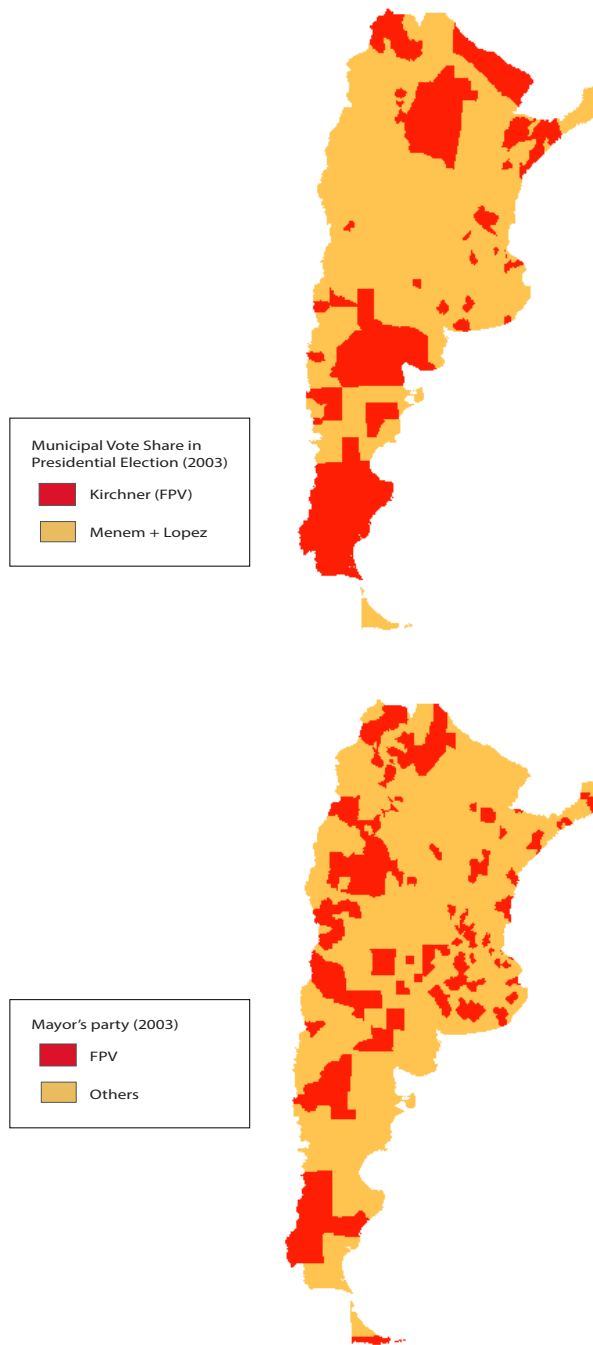 Municipal Vote Share in
Presidential Election (2003)
Kirchner (FPV)
Menem + Lopez
Mayor’s party (2003)
FPV
Others